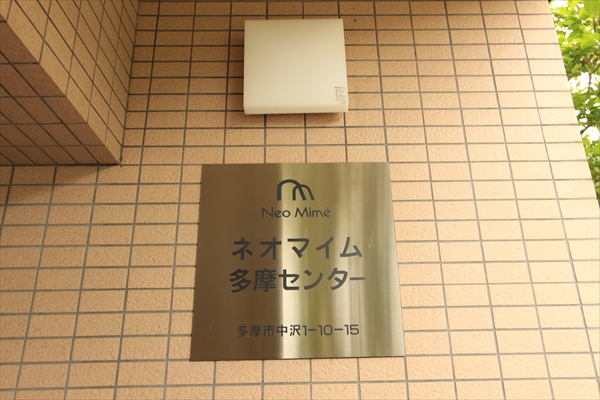 Neo Mime
ネオマイム
多摩センター
多摩市中沢1-10-15